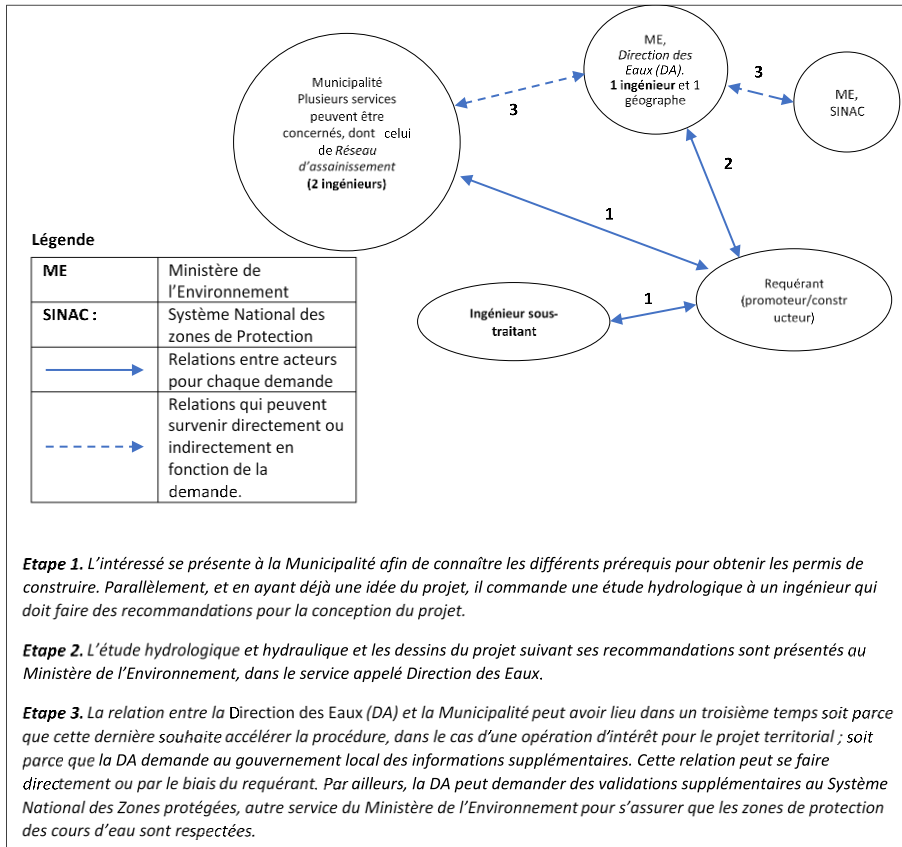 ME,
Direction des
Eaux (DA).
1 ingénieur et 1
géographe
3
ME,
SINAC
Municipalité
Plusieurs services
peuvent être
concernés, dont celui
de Réseau
d’assainissement
(2 ingénieurs)
3
2
1
Requérant
(promoteur/constr
ucteur)
1
Ingénieur sous-
traitant
Légende
ME
Ministère de
l’Environnement
SINAC :
Système National des
zones de Protection
Relations entre acteurs
pour chaque demande
Relations qui peuvent
survenir directement ou
indirectement en
fonction de la
demande.
Etape 1. L’intéressé se présente à la Municipalité afin de connaître les différents prérequis pour obtenir les permis de
construire. Parallèlement, et en ayant déjà une idée du projet, il commande une étude hydrologique à un ingénieur qui
doit faire des recommandations pour la conception du projet.
Etape 2. L’étude hydrologique et hydraulique et les dessins du projet suivant ses recommandations sont présentés au
Ministère de l’Environnement, dans le service appelé Direction des Eaux.
Etape 3. La relation entre la Direction des Eaux (DA) et la Municipalité peut avoir lieu dans un troisième temps soit parce
que cette dernière souhaite accélérer la procédure, dans le cas d’une opération d’intérêt pour le projet territorial ; soit
parce que la DA demande au gouvernement local des informations supplémentaires. Cette relation peut se faire
directement ou par le biais du requérant. Par ailleurs, la DA peut demander des validations supplémentaires au Système
National des Zones protégées, autre service du Ministère de l’Environnement pour s’assurer que les zones de protection
des cours d’eau sont respectées.